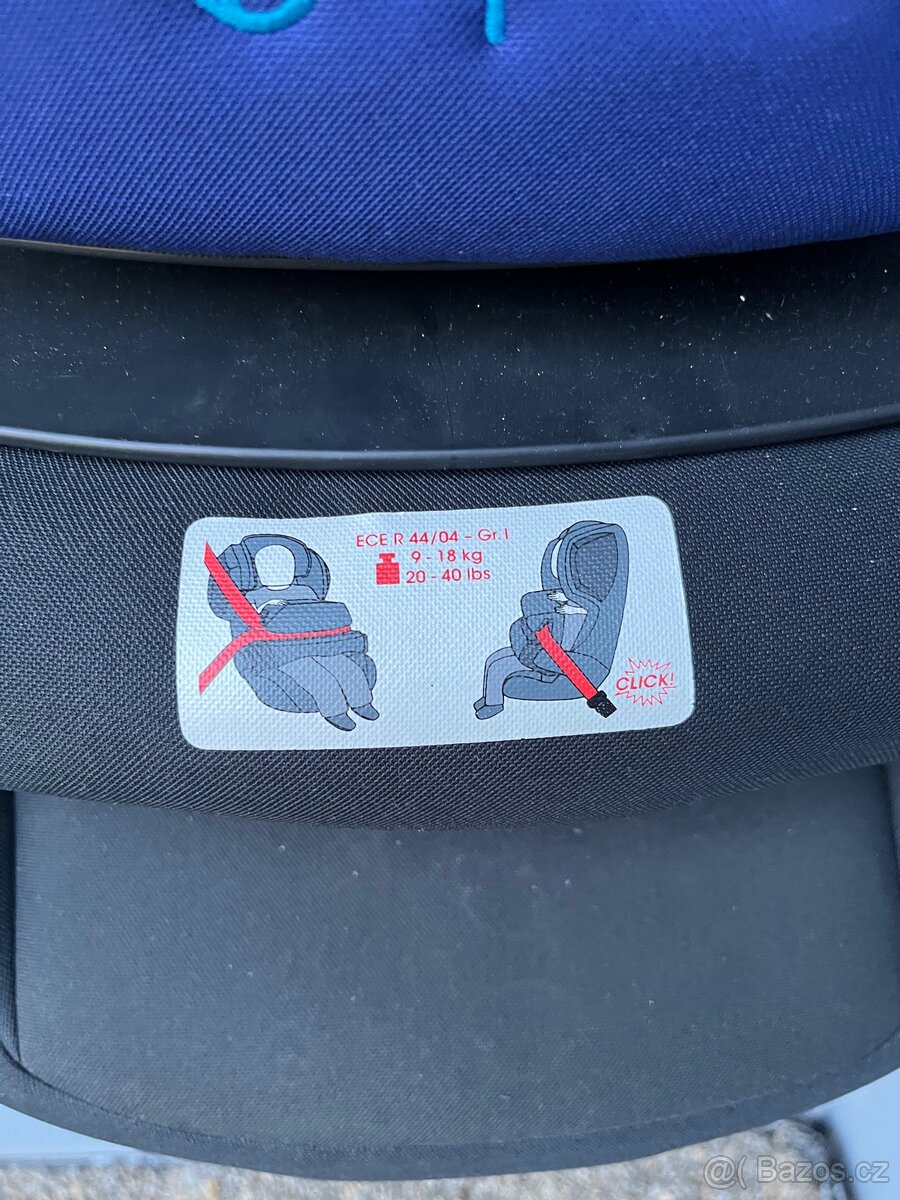 ECE R 44/04 - Gr. I
9 - 18 kg
20 - 40 lbs
CLICK!
@( Bazos.cz